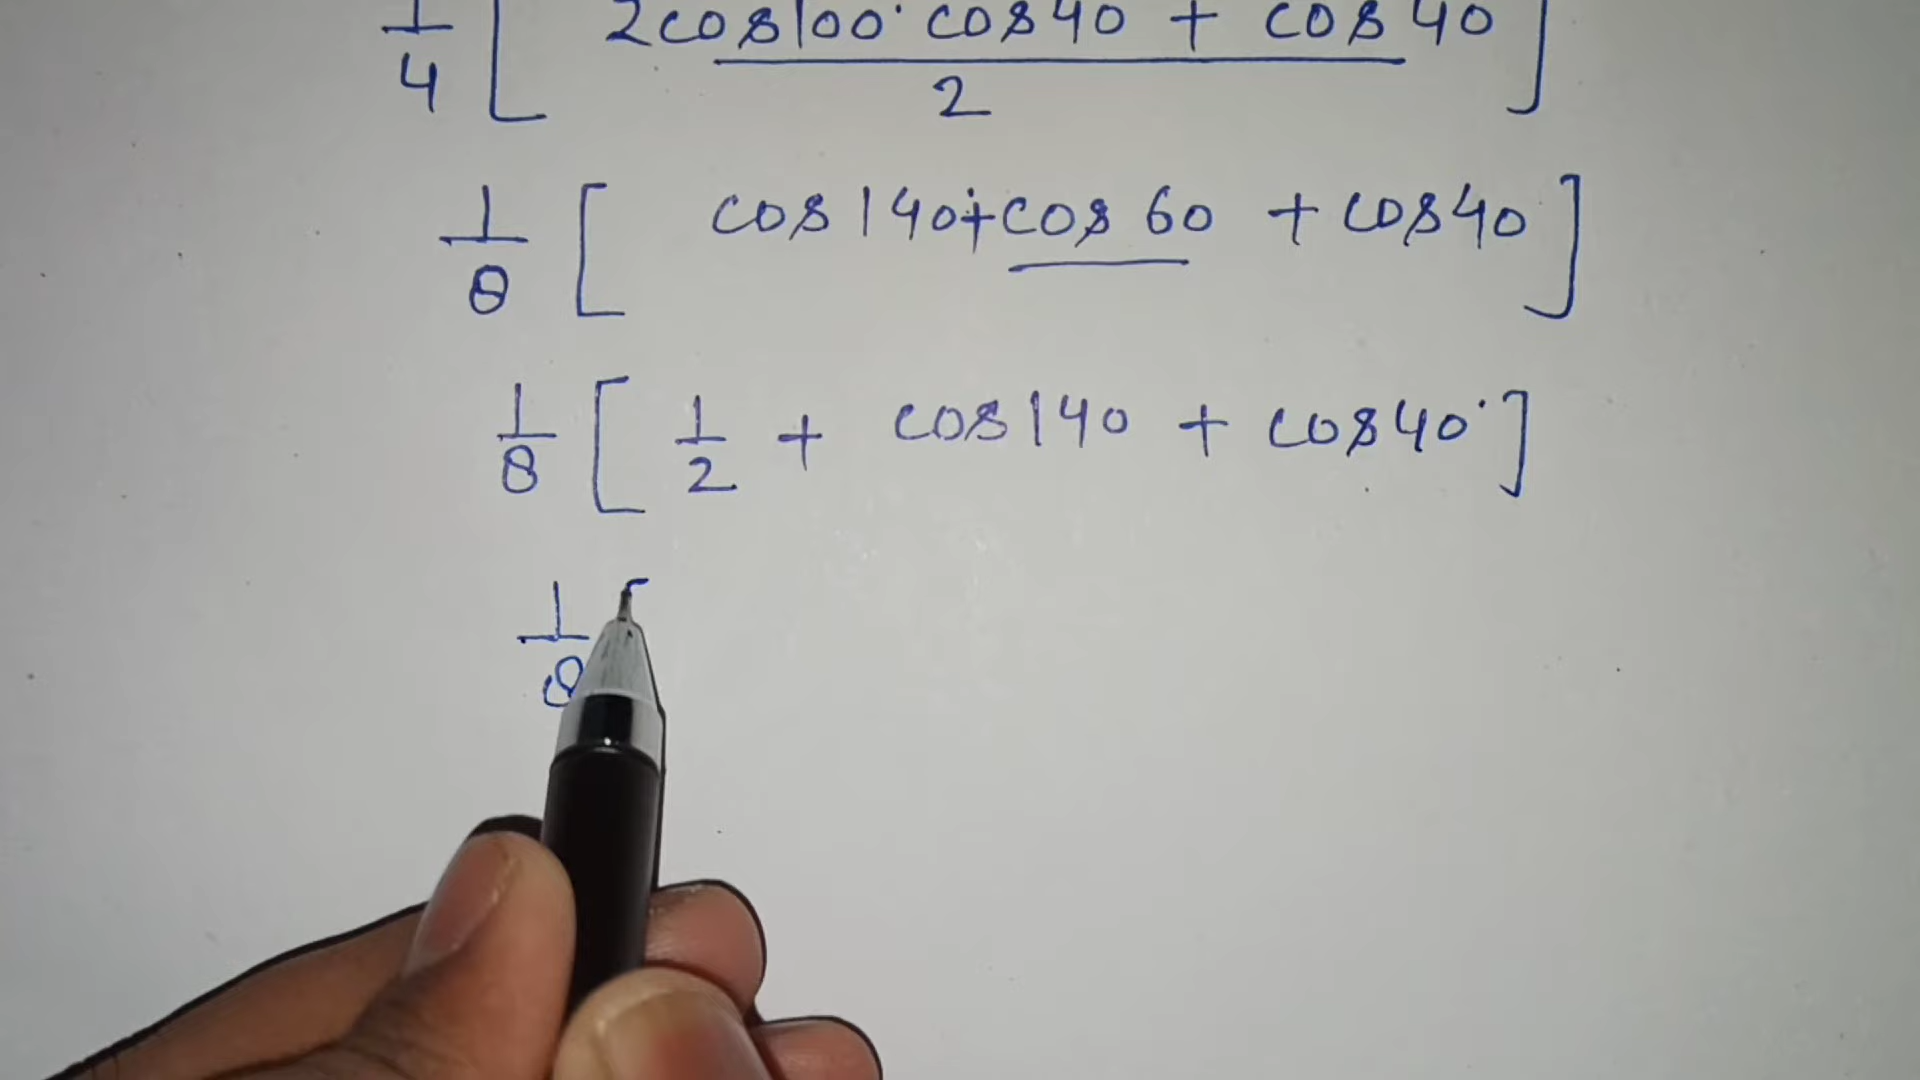 1/4 [ 2cos100°.cos40 + cos40 / 2 ]
1/8 [ cos140+cos60 + cos40 ]
1/8 [ 1/2 + cos140 + cos40° ]
1/8 [